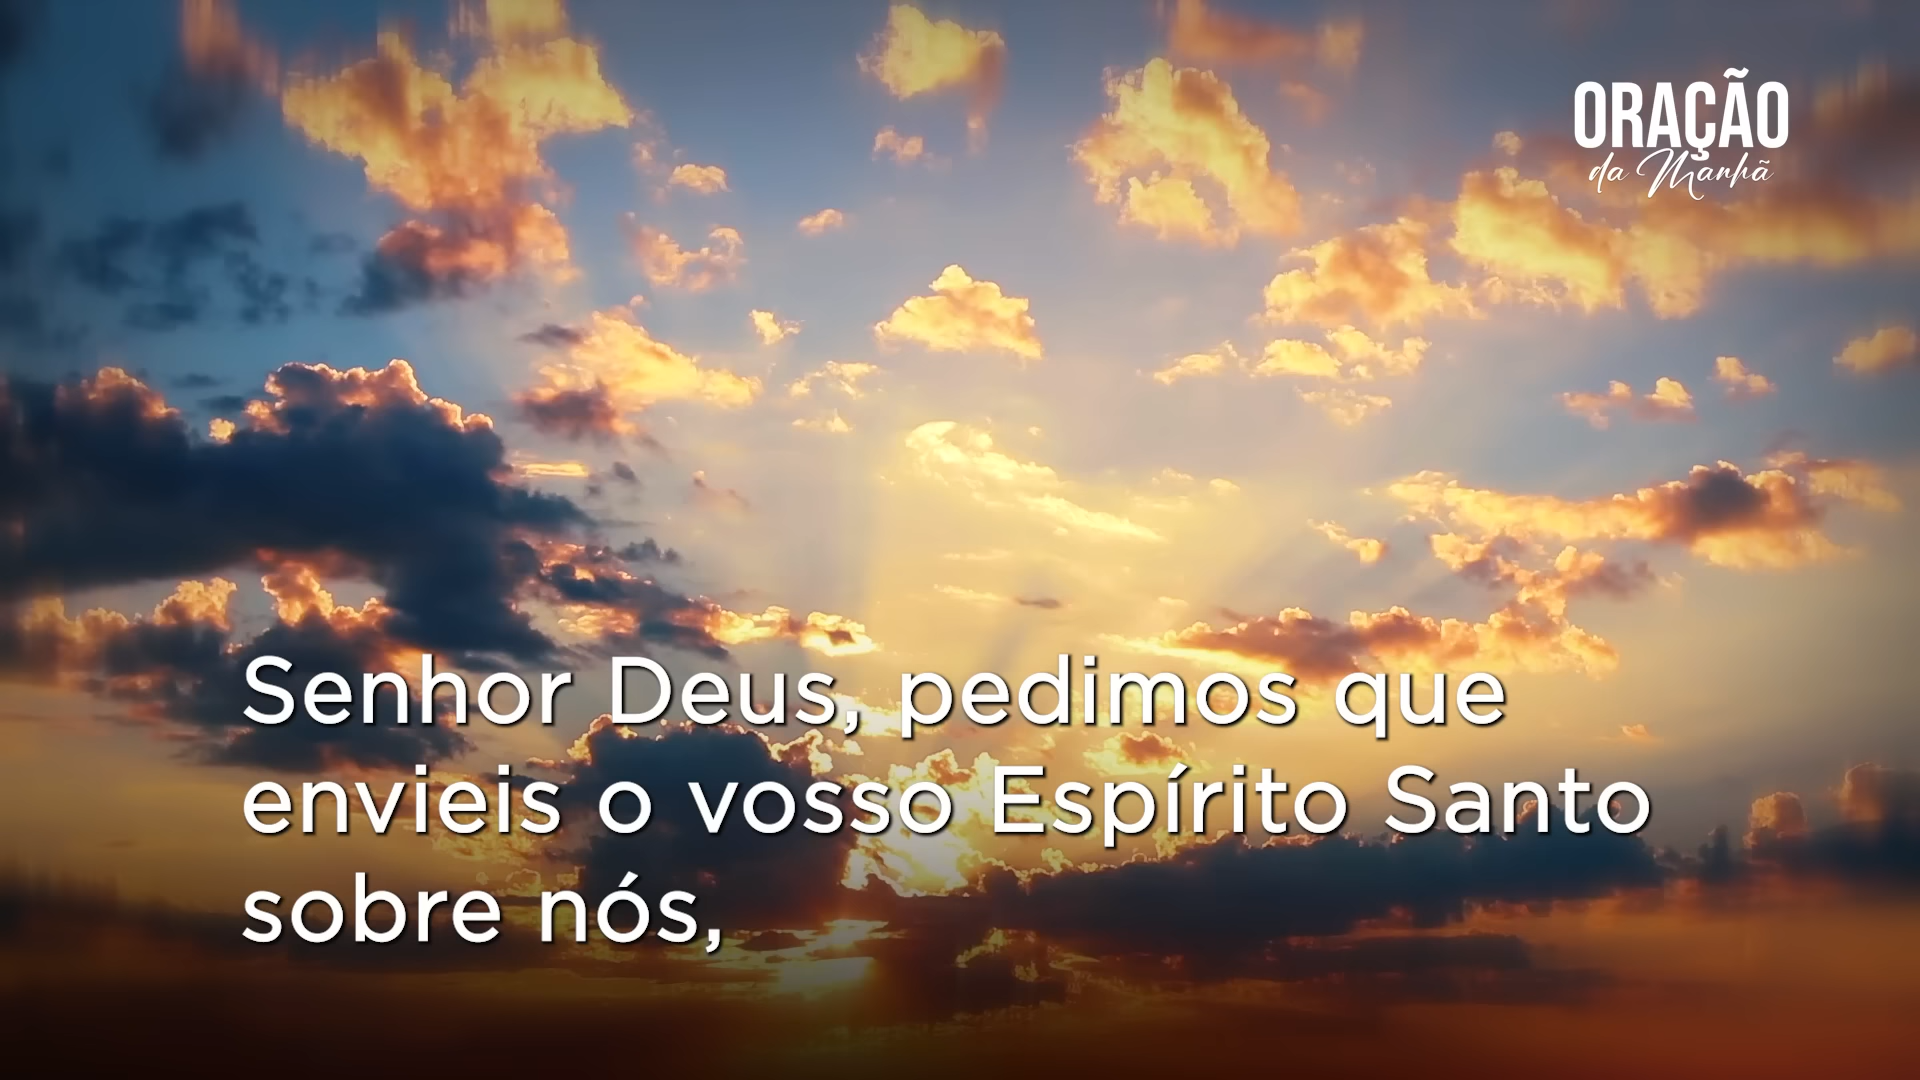 ORAÇÃO
da Manhã
Senhor Deus, pedimos que
envieis o vosso Espírito Santo
sobre nós,